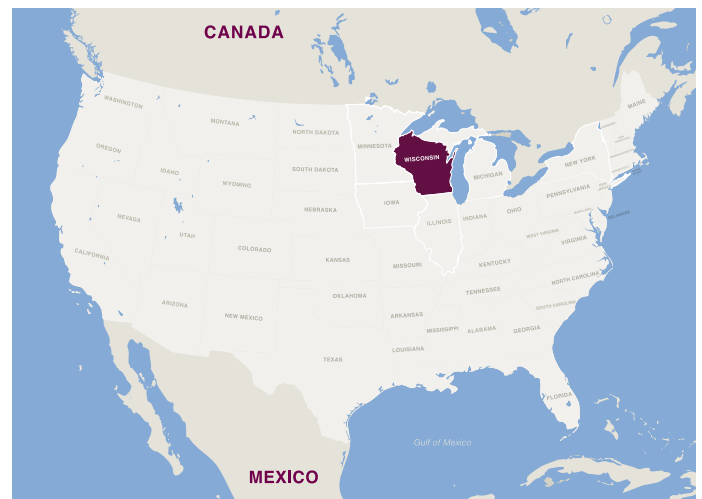 CANADA
WASHINGTON
MONTANA
NORTH DAKOTA
MINNESOTA
WISCONSIN
MAINE
OREGON
IDAHO
WYOMING
SOUTH DAKOTA
MICHIGAN
NEW YORK
NEVADA
UTAH
NEBRASKA
IOWA
ILLINOIS
INDIANA
OHIO
PENNSYLVANIA
CALIFORNIA
COLORADO
KANSAS
MISSOURI
KENTUCKY
WEST VIRGINIA
VIRGINIA
DELAWARE
ARIZONA
NEW MEXICO
OKLAHOMA
ARKANSAS
TENNESSEE
NORTH CAROLINA
SOUTH CAROLINA
TEXAS
LOUISIANA
MISSISSIPPI
ALABAMA
GEORGIA
FLORIDA
Gulf of Mexico
MEXICO